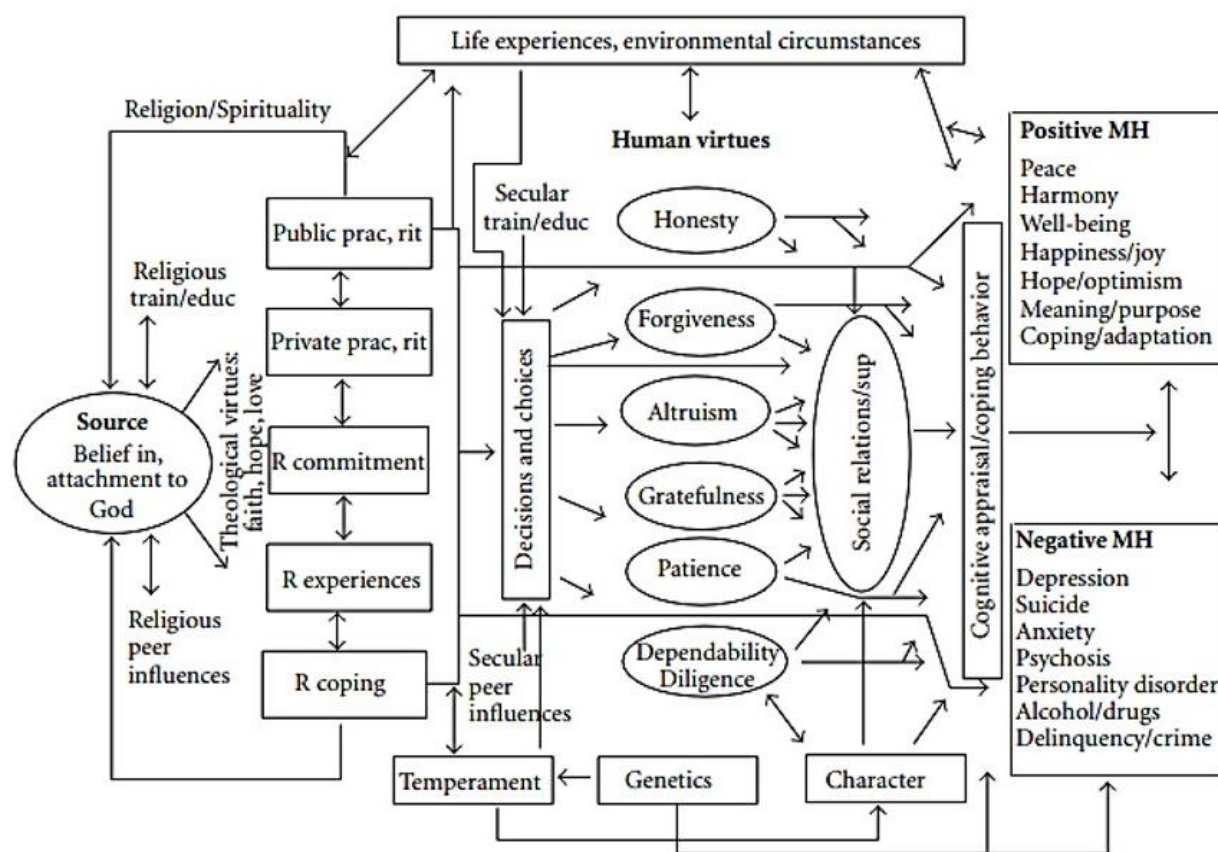 Life experiences, environmental circumstances
Religion/Spirituality
Human virtues
Secular
train/educ
Honesty
Public prac, rit
Religious
train/educ
Private prac, rit
Forgiveness
Source
Belief in,
attachment to
God
Theological virtues:
faith, hope, love
R commitment
Decisions and choices
Altruism
Gratefulness
Social relations/sup
Cognitive appraisal/coping behavior
R experiences
Patience
Religious
peer
influences
R coping
Secular
peer
influences
Dependability
Diligence
Temperament
Genetics
Character
Positive MH
Peace
Harmony
Well-being
Happiness/joy
Hope/optimism
Meaning/purpose
Coping/adaptation
Negative MH
Depression
Suicide
Anxiety
Psychosis
Personality disorder
Alcohol/drugs
Delinquency/crime